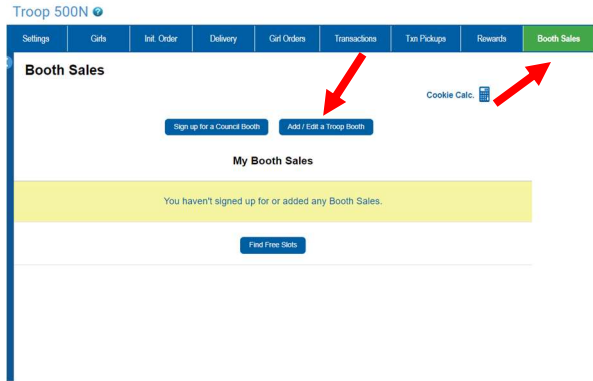 Troop 500N
Settings Girls Init. Order Delivery Girl Orders Transactions Txn Pickups Rewards Booth Sales
Booth Sales
Cookie Calc.
Sign up for a Council Booth Add / Edit a Troop Booth
My Booth Sales
You haven't signed up for or added any Booth Sales.
Find Free Slots